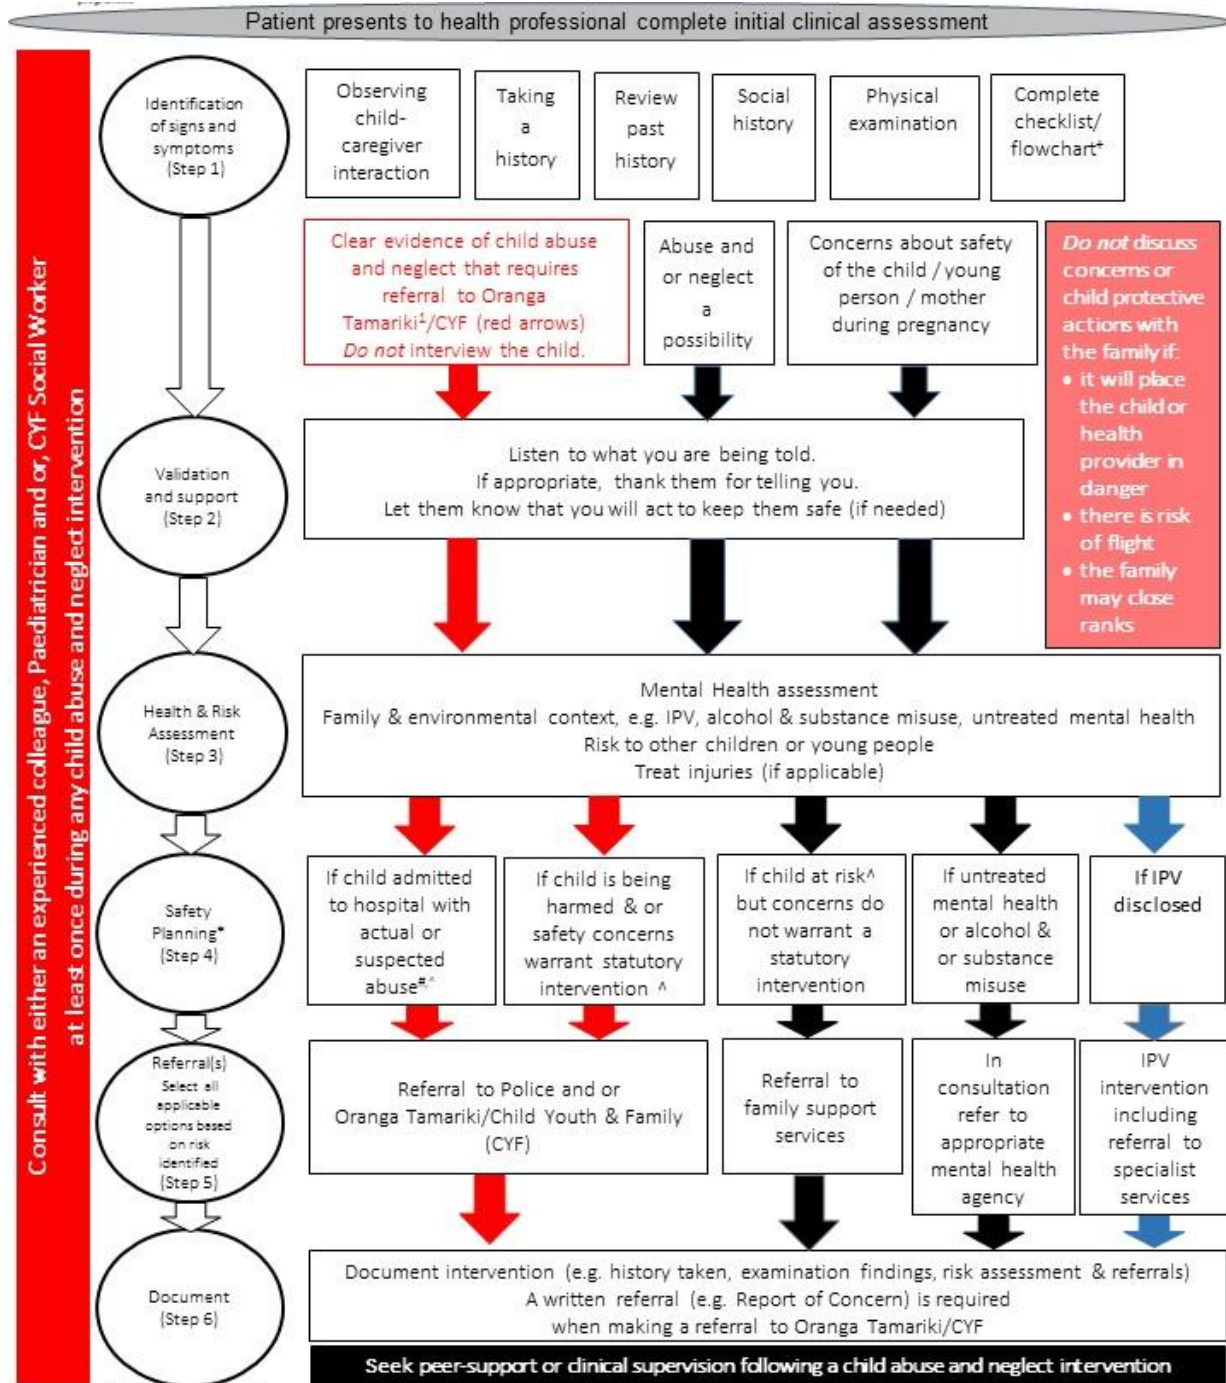 Patient presents to health professional complete initial clinical assessment
Consult with either an experienced colleague, Paediatrician and or, CYF Social Worker
at least once during any child abuse and neglect intervention
Identification
of signs and
symptoms
(Step 1)
Observing
child-
caregiver
interaction
Taking
a
history
Review
past
history
Social
history
Physical
examination
Complete
checklist/
flowchart⁺
Clear evidence of child abuse
and neglect that requires
referral to Oranga
Tamariki¹/CYF (red arrows)
Do not interview the child.
Abuse and
or neglect
a
possibility
Concerns about safety
of the child / young
person / mother
during pregnancy
Do not discuss
concerns or
child protective
actions with
the family if:
• it will place
the child or
health
provider in
danger
• there is risk
of flight
• the family
may close
ranks
Validation
and support
(Step 2)
Listen to what you are being told.
If appropriate, thank them for telling you.
Let them know that you will act to keep them safe (if needed)
Health & Risk
Assessment
(Step 3)
Mental Health assessment
Family & environmental context, e.g. IPV, alcohol & substance misuse, untreated mental health
Risk to other children or young people
Treat injuries (if applicable)
Safety
Planning*
(Step 4)
If child admitted
to hospital with
actual or
suspected
abuse#,^
If child is being
harmed & or
safety concerns
warrant statutory
intervention ^
If child at risk^
but concerns do
not warrant a
statutory
intervention
If untreated
mental health
or alcohol &
or substance
misuse
If IPV
disclosed
Referral(s)
Select all
applicable
options based
on risk
identified
(Step 5)
Referral to Police and or
Oranga Tamariki/Child Youth & Family
(CYF)
Referral to
family support
services
In
consultation
refer to
appropriate
mental health
agency
IPV
intervention
including
referral to
specialist
services
Document
(Step 6)
Document intervention (e.g. history taken, examination findings, risk assessment & referrals)
A written referral (e.g. Report of Concern) is required
when making a referral to Oranga Tamariki/CYF
Seek peer-support or clinical supervision following a child abuse and neglect intervention